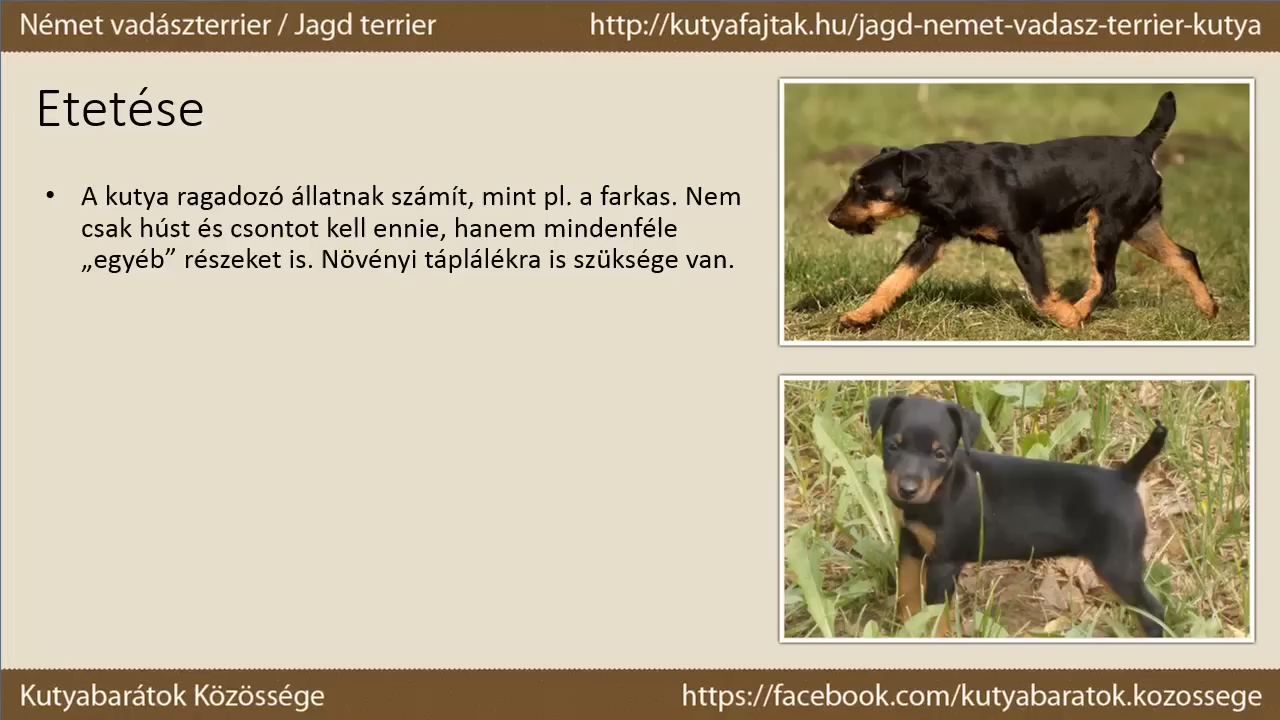 Német vadászterrier / Jagd terrier
http://kutyafajtak.hu/jagd-nemet-vadasz-terrier-kutya
Etetése
• A kutya ragadozó állatnak számít, mint pl. a farkas. Nem
csak húst és csontot kell ennie, hanem mindenféle
„egyéb” részeket is. Növényi táplálékra is szüksége van.
Kutyabarátok Közössége
https://facebook.com/kutyabaratok.kozossege